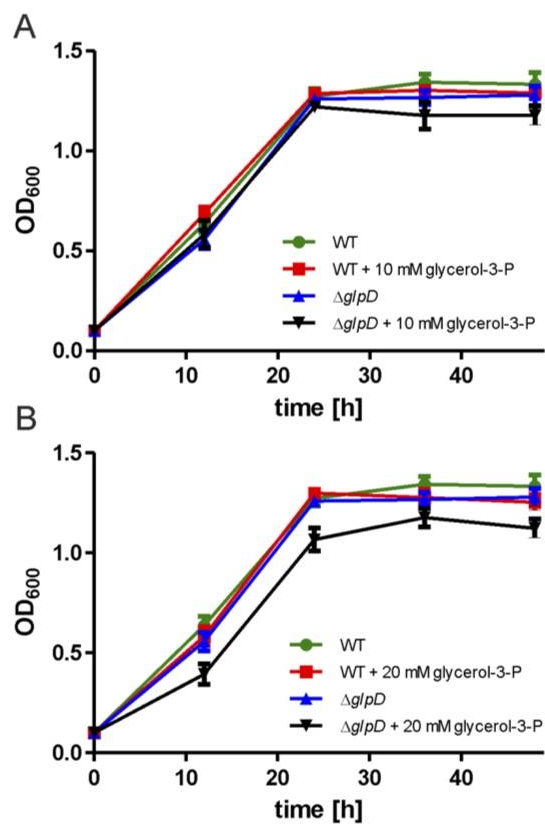 A
1.5
1.0
0.5
0.0
OD600
WT
WT + 10 mM glycerol-3-P
ΔglpD
ΔglpD + 10 mM glycerol-3-P
0 10 20 30 40
time [h]
B
1.5
1.0
0.5
0.0
OD600
WT
WT + 20 mM glycerol-3-P
ΔglpD
ΔglpD + 20 mM glycerol-3-P
0 10 20 30 40
time [h]